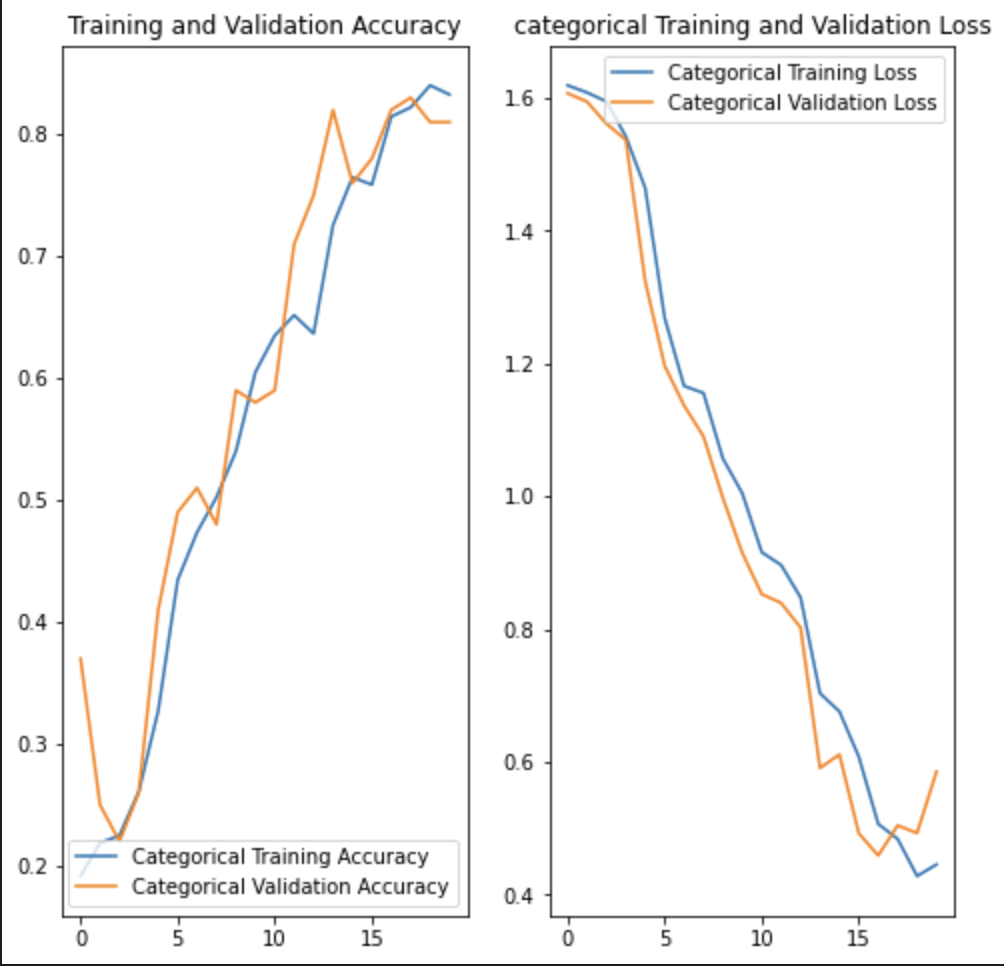 Training and Validation Accuracy
0.8
0.7
0.6
0.5
0.4
0.3
0.2
Categorical Training Accuracy
Categorical Validation Accuracy
0 5 10 15
categorical Training and Validation Loss
Categorical Training Loss
Categorical Validation Loss
1.6
1.4
1.2
1.0
0.8
0.6
0.4
0 5 10 15